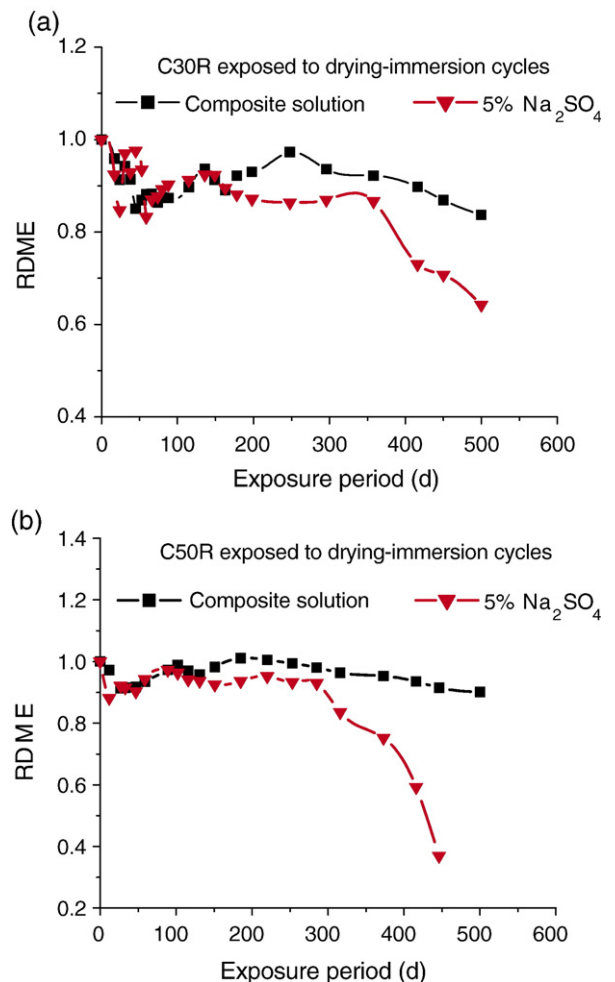 (a)
1.2
C30R exposed to drying-immersion cycles
Composite solution 5% Na₂SO₄
1.0
0.8
0.6
0.4
RDME
0 100 200 300 400 500 600
Exposure period (d)
(b)
1.4
C50R exposed to drying-immersion cycles
1.2
Composite solution 5% Na₂SO₄
1.0
0.8
0.6
0.4
0.2
RDME
0 100 200 300 400 500 600
Exposure period (d)